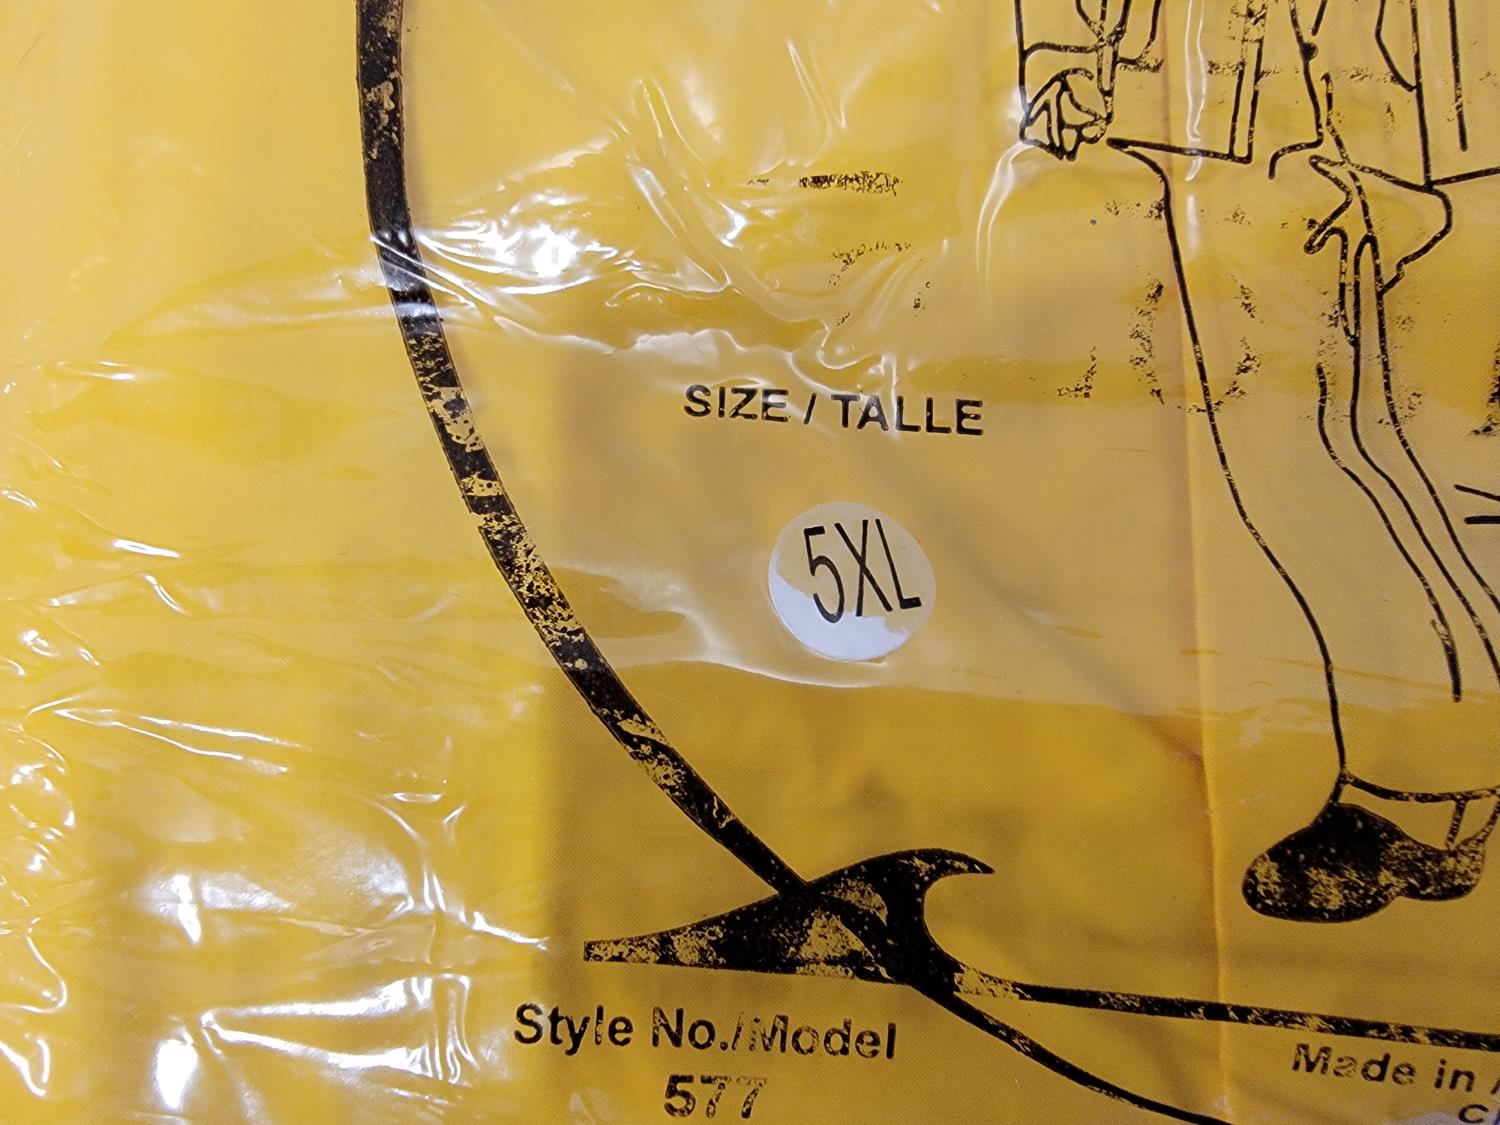 SIZE / TALLE
5XL
Style No./Model
577
Made in